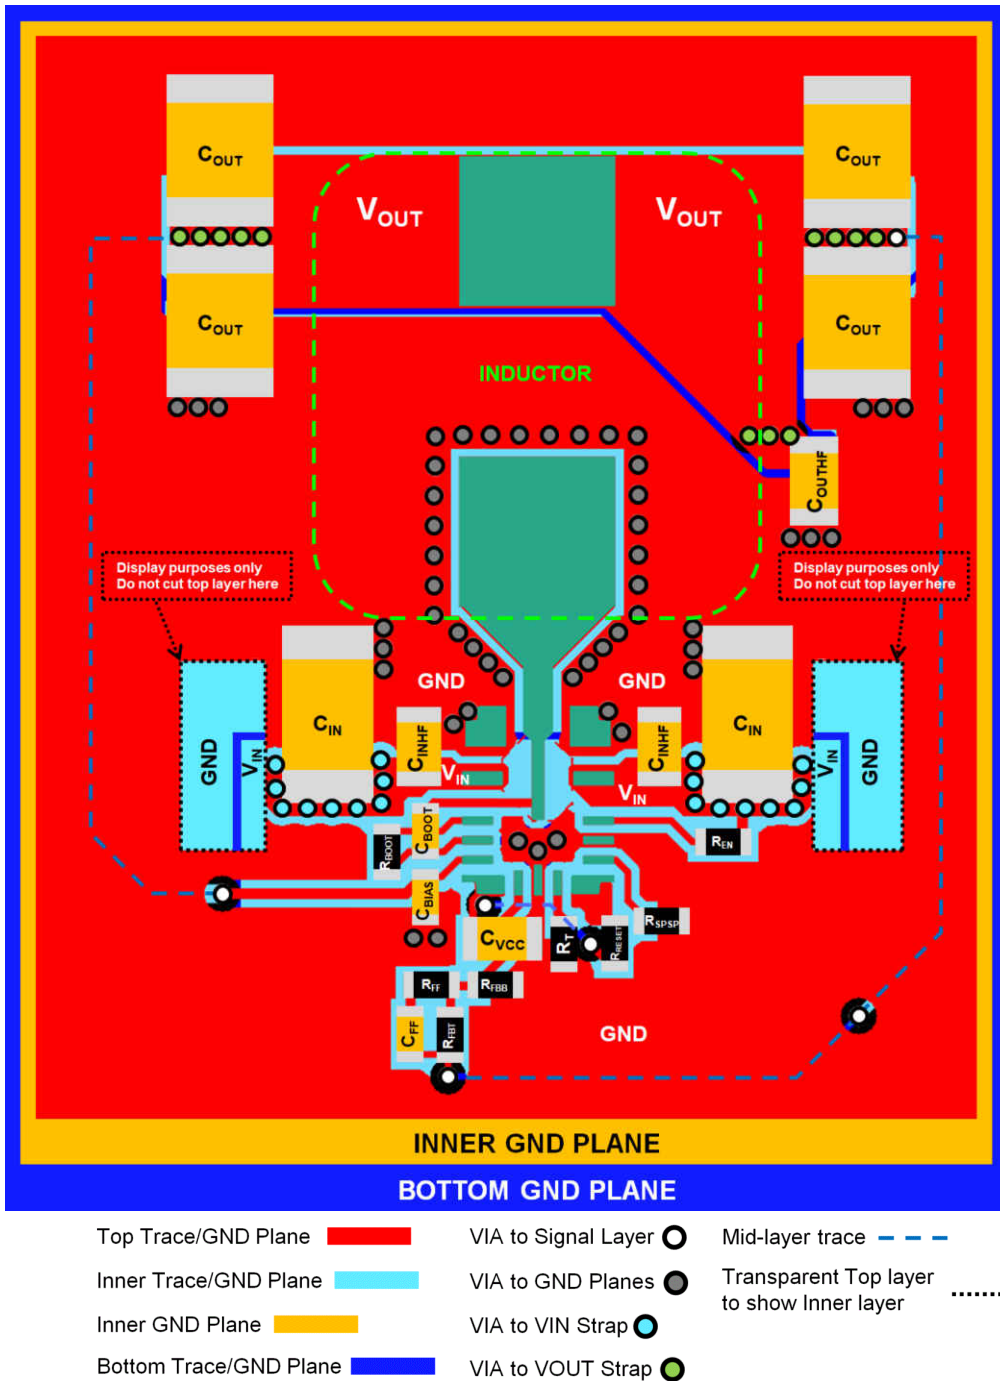 COUT
COUT
VOUT
VOUT
COUT
COUT
INDUCTOR
COUTHF
Display purposes only
Do not cut top layer here
Display purposes only
Do not cut top layer here
GND
GND
GND
VIN
CIN
CINHF
VIN
CINHF
VIN
CIN
VIN
GND
RBOOT
CBOOT
REN
CBIAS
CVCC
RT
RRESET
RSPSP
RFF
RFBB
CFF
RFBT
GND
INNER GND PLANE
BOTTOM GND PLANE
Top Trace/GND Plane
VIA to Signal Layer
Mid-layer trace
Inner Trace/GND Plane
VIA to GND Planes
Transparent Top layer
to show Inner layer
Inner GND Plane
VIA to VIN Strap
Bottom Trace/GND Plane
VIA to VOUT Strap